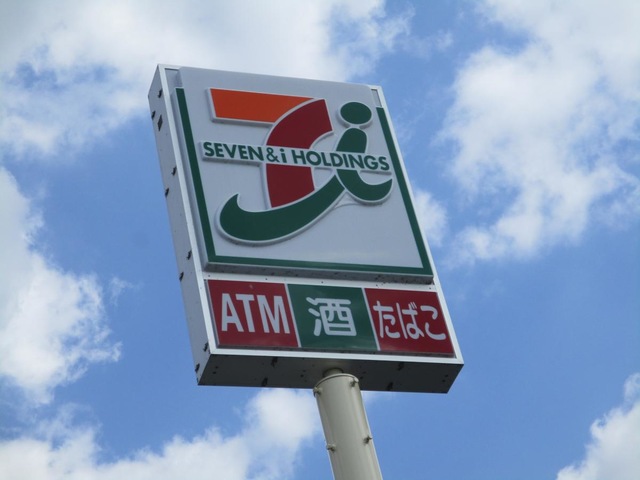 SEVEN&i HOLDINGS
ATM 酒 たばこ